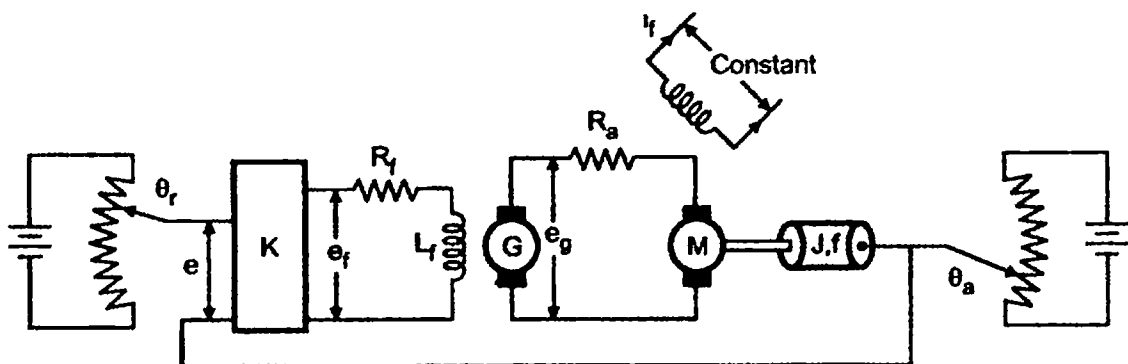 i_f
Constant
R_a
θ_r
R_f
K
e
e_f
L_f
G
e_g
M
J,f
θ_a